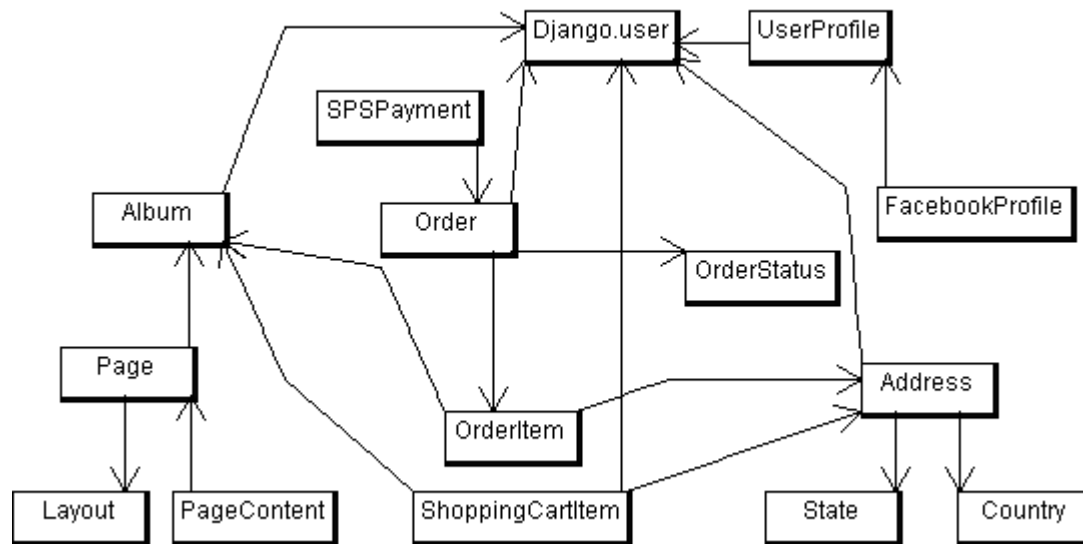 Django.user
UserProfile
SPSPayment
Album
Order
FacebookProfile
OrderStatus
Page
Address
OrderItem
Layout
PageContent
ShoppingCartItem
State
Country